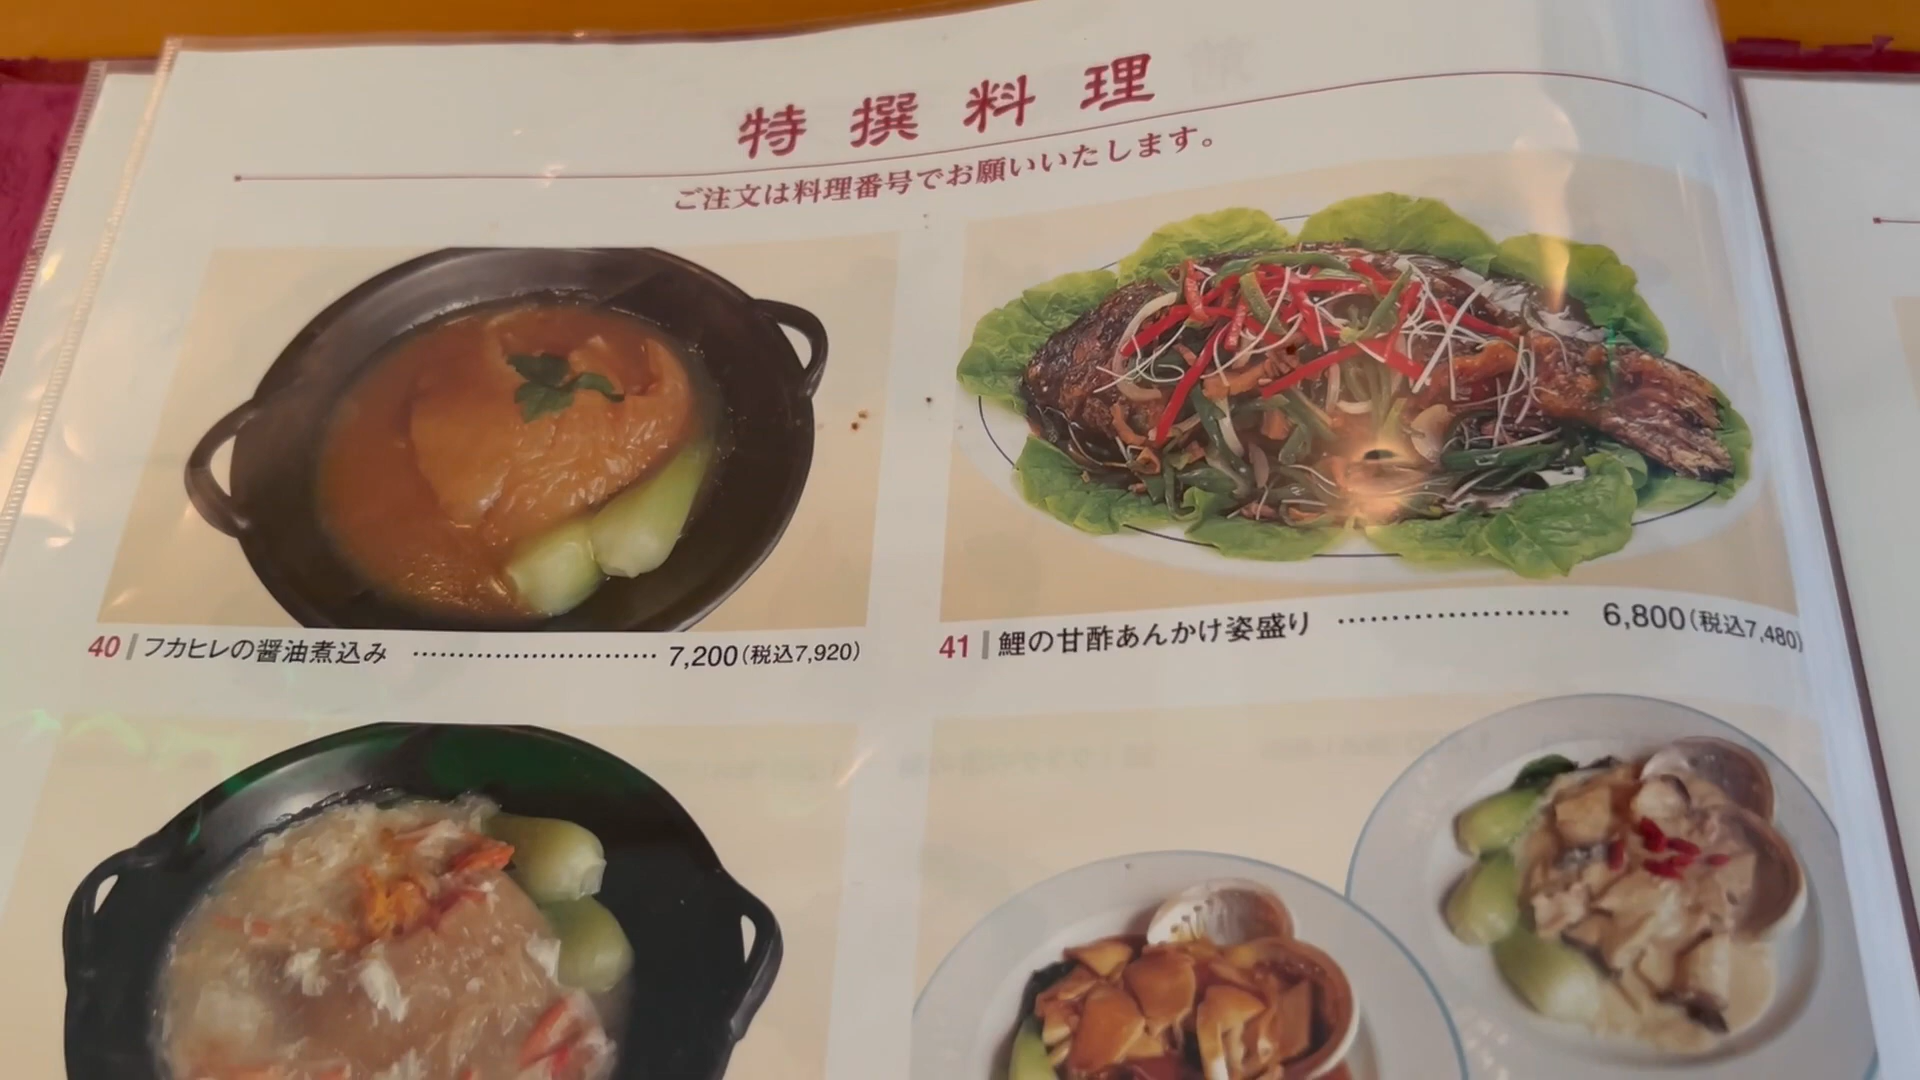 特撰料理
ご注文は料理番号でお願いいたします。
40 フカヒレの醤油煮込み ………………………… 7,200(税込7,920)
41 鯉の甘酢あんかけ姿盛り ………………… 6,800(税込7,480)